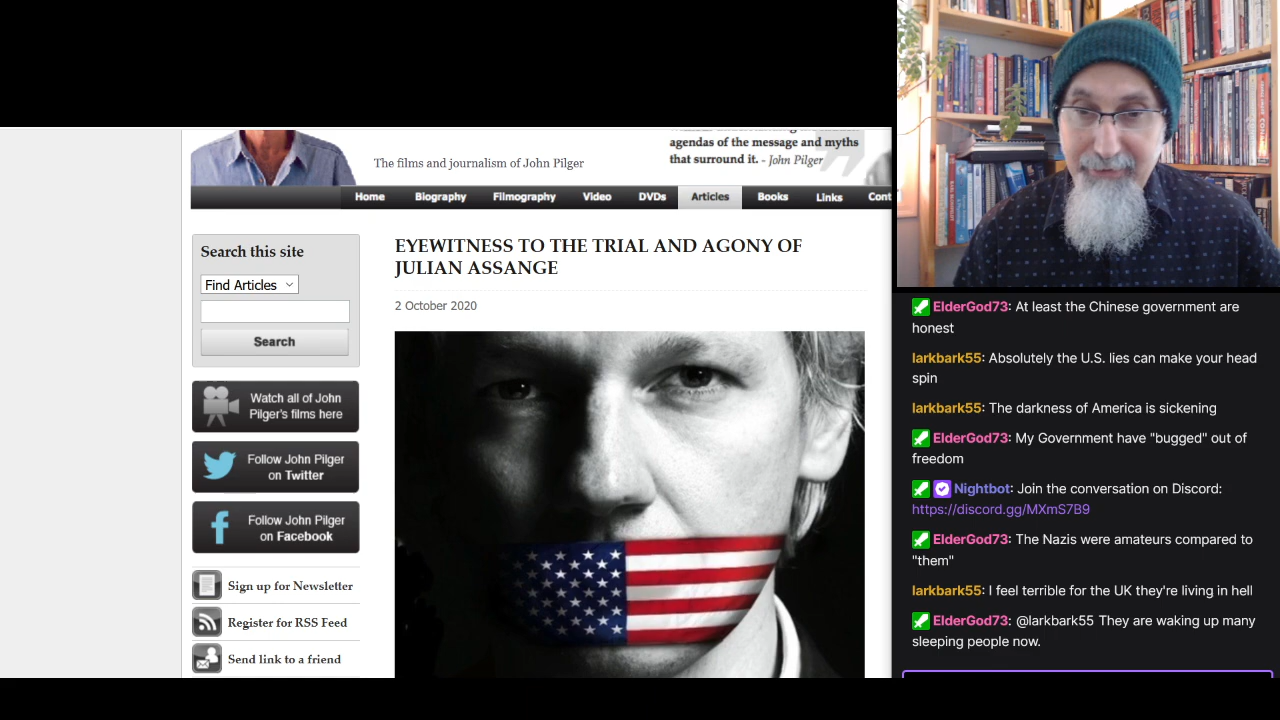 agendas of the message and myths
that surround it. - John Pilger
The films and journalism of John Pilger
Home Biography Filmography Video DVDs Articles Books Links Cont
Search this site
Find Articles
Search
Watch all of John
Pilger's films here
Follow John Pilger
on Twitter
Follow John Pilger
on Facebook
Sign up for Newsletter
Register for RSS Feed
Send link to a friend
EYEWITNESS TO THE TRIAL AND AGONY OF
JULIAN ASSANGE
2 October 2020
ElderGod73: At least the Chinese government are
honest
larkbark55: Absolutely the U.S. lies can make your head
spin
larkbark55: The darkness of America is sickening
ElderGod73: My Government have "bugged" out of
freedom
Nightbot: Join the conversation on Discord:
https://discord.gg/MXmS7B9
ElderGod73: The Nazis were amateurs compared to
"them"
larkbark55: I feel terrible for the UK they're living in hell
ElderGod73: @larkbark55 They are waking up many
sleeping people now.